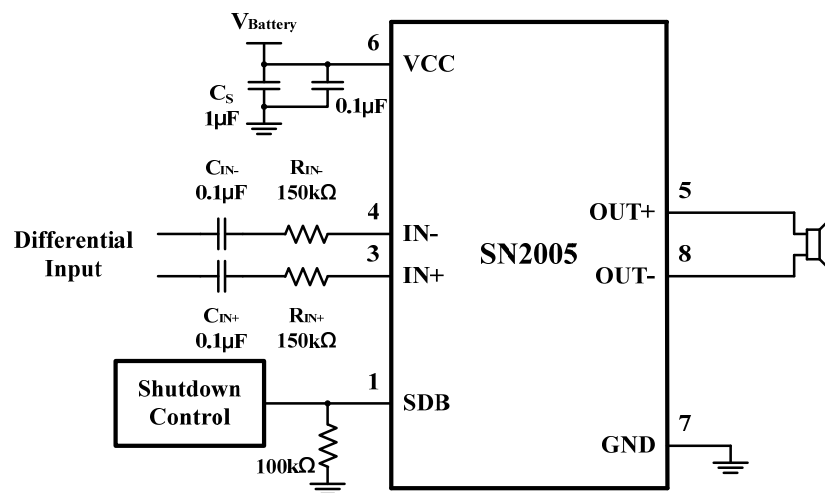 VBattery
6
VCC
CS
1µF
0.1µF
CIN-
0.1µF
RIN-
150kΩ
4
IN-
Differential
Input
3
IN+
CIN+
0.1µF
RIN+
150kΩ
SN2005
5
OUT+
8
OUT-
Shutdown
Control
1
SDB
100kΩ
7
GND